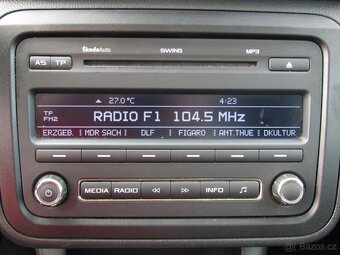 ŠkodaAuto SWING MP3
AS TP
27.0°C 4:23
TP
FM2
RADIO F1 104.5 MHz
ERZGEB. MDR SACH DLF FIGARO ANT.THUE DKULTUR
MEDIA RADIO INFO
Bazoš.cz